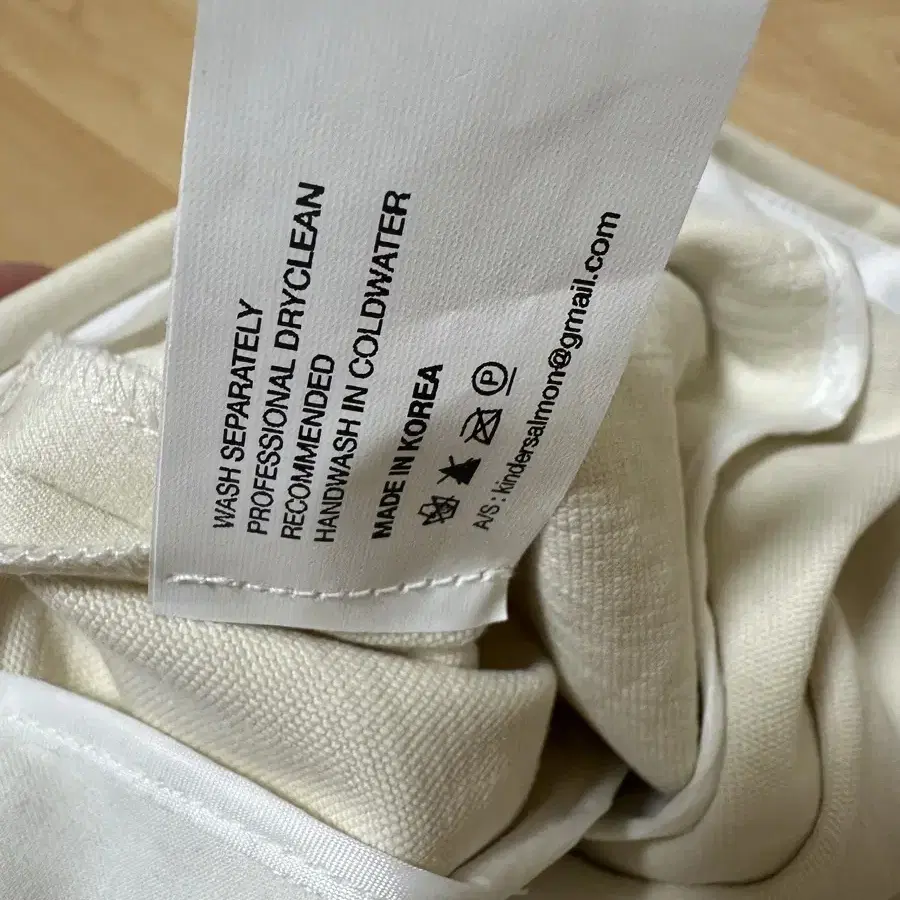 WASH SEPARATELY
PROFESSIONAL DRYCLEAN
RECOMMENDED
HANDWASH IN COLDWATER
MADE IN KOREA
P
A/S : kindersalmon@gmail.com